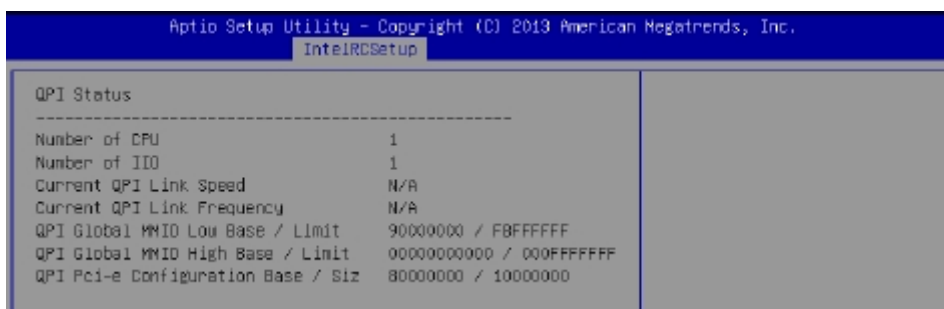 Aptio Setup Utility - Copyright (C) 2013 American Megatrends, Inc.
IntelRCSetup
QPI Status
--------------------------------------------------
Number of CPU 1
Number of IIO 1
Current QPI Link Speed N/A
Current QPI Link Frequency N/A
QPI Global MMIO Low Base / Limit 90000000 / FBFFFFFF
QPI Global MMIO High Base / Limit 00000000000 / 000FFFFFFF
QPI Pci-e Configuration Base / Siz 80000000 / 10000000